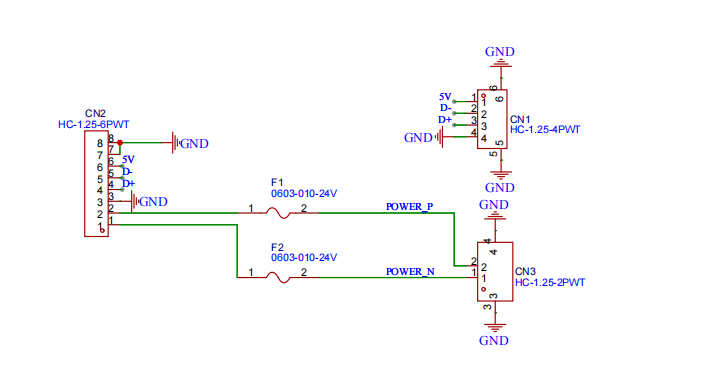 GND
6
6
5V
D-
D+
GND
1
2
3
4
1
2
3
4
CN1
HC-1.25-4PWT
5
5
GND
CN2
HC-1.25-6PWT
8
7
6
5
4
3
2
1
8
7
6
5
4
3
2
1
GND
5V
D-
D+
GND
F1
0603-010-24V
1
2
POWER_P
F2
0603-010-24V
1
2
POWER_N
GND
4
4
2
1
2
1
CN3
HC-1.25-2PWT
3
3
GND